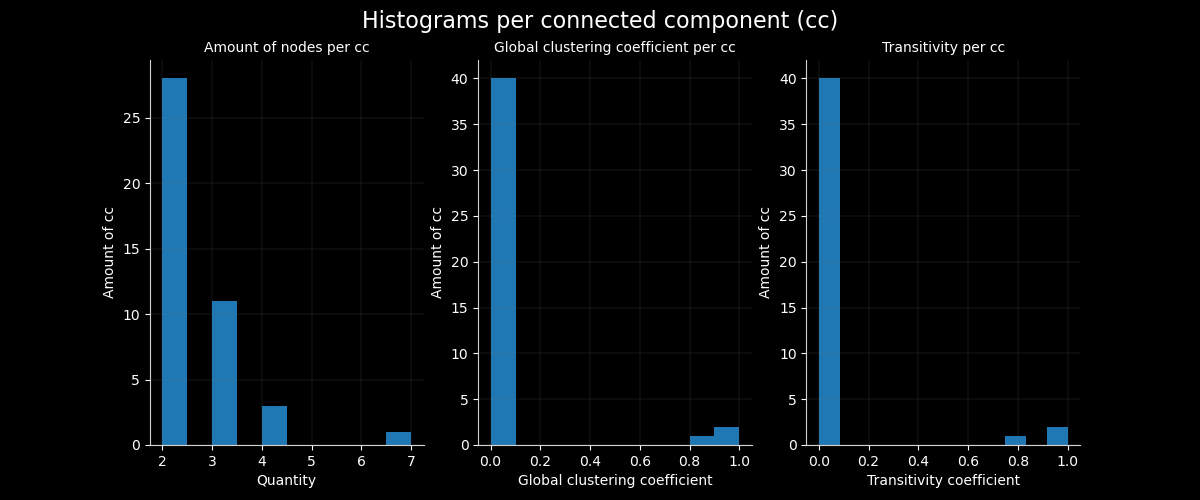 Histograms per connected component (cc)
Amount of nodes per cc
Global clustering coefficient per cc
Transitivity per cc
Amount of cc
25
20
15
10
5
0
2 3 4 5 6 7
Quantity
Amount of cc
40
35
30
25
20
15
10
5
0
0.0 0.2 0.4 0.6 0.8 1.0
Global clustering coefficient
Amount of cc
40
35
30
25
20
15
10
5
0
0.0 0.2 0.4 0.6 0.8 1.0
Transitivity coefficient